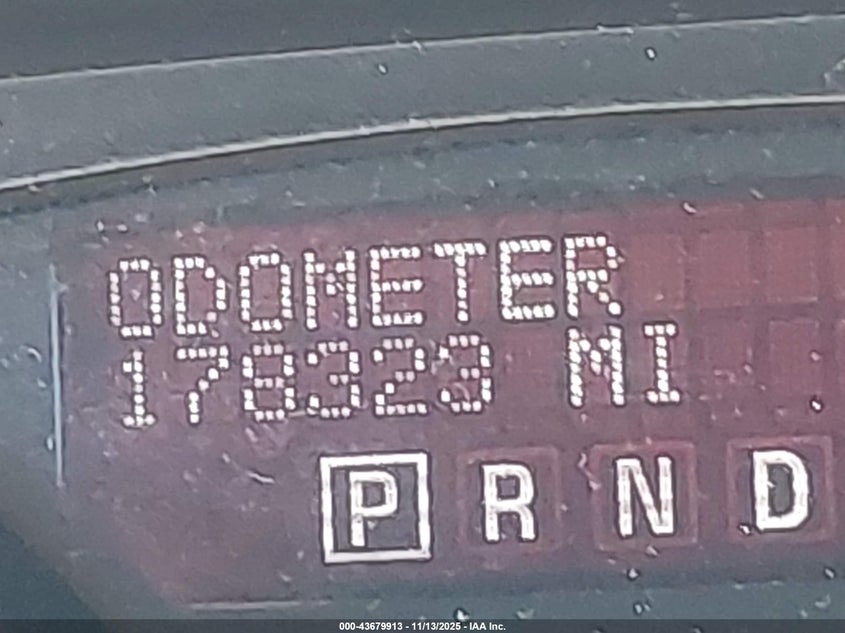 ODOMETER
178323 MI
P R N D
000-43679913 - 11/13/2025 - IAA Inc.